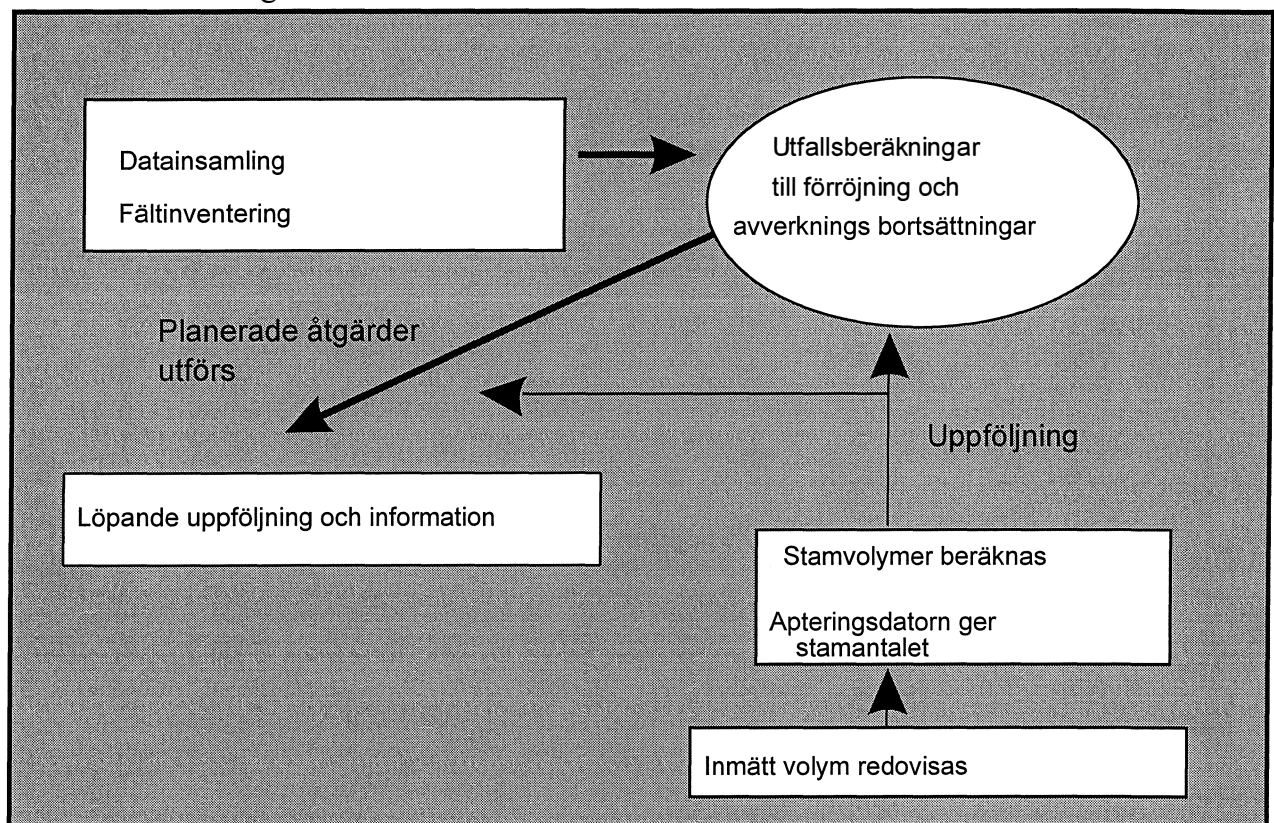 Datainsamling
Fältinventering
Utfallsberäkningar
till förröjning och
avverknings bortsättningar
Planerade åtgärder
utförs
Uppföljning
Löpande uppföljning och information
Stamvolymer beräknas
Apteringsdatorn ger
stamantalet
Inmätt volym redovisas